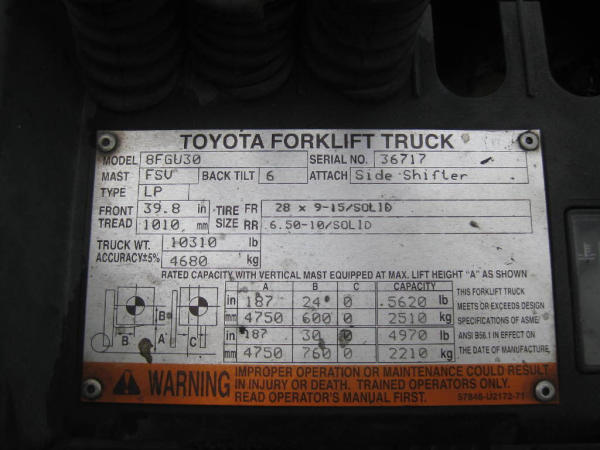 TOYOTA FORKLIFT TRUCK
MODEL 8FGU30 SERIAL NO. 36717
MAST FSV BACK TILT 6 ATTACH Side Shifter
TYPE LP
FRONT 39.8 in TIRE FR 28 x 9-15/SOLID
TREAD 1010 mm SIZE RR 6.50-10/SOLID
TRUCK WT. 10310 lb
ACCURACY±5% 4680 kg
RATED CAPACITY WITH VERTICAL MAST EQUIPPED AT MAX. LIFT HEIGHT "A" AS SHOWN
A B C CAPACITY
in 187 24 0 5620 lb
mm 4750 600 0 2510 kg
in 187 30 0 4970 lb
mm 4750 760 0 2210 kg
B B A C
THIS FORKLIFT TRUCK
MEETS OR EXCEEDS DESIGN
SPECIFICATIONS OF ASME/
ANSI B56.1 IN EFFECT ON
THE DATE OF MANUFACTURE
WARNING
IMPROPER OPERATION OR MAINTENANCE COULD RESULT
IN INJURY OR DEATH. TRAINED OPERATORS ONLY.
READ OPERATOR'S MANUAL FIRST.
57846-U2172-71